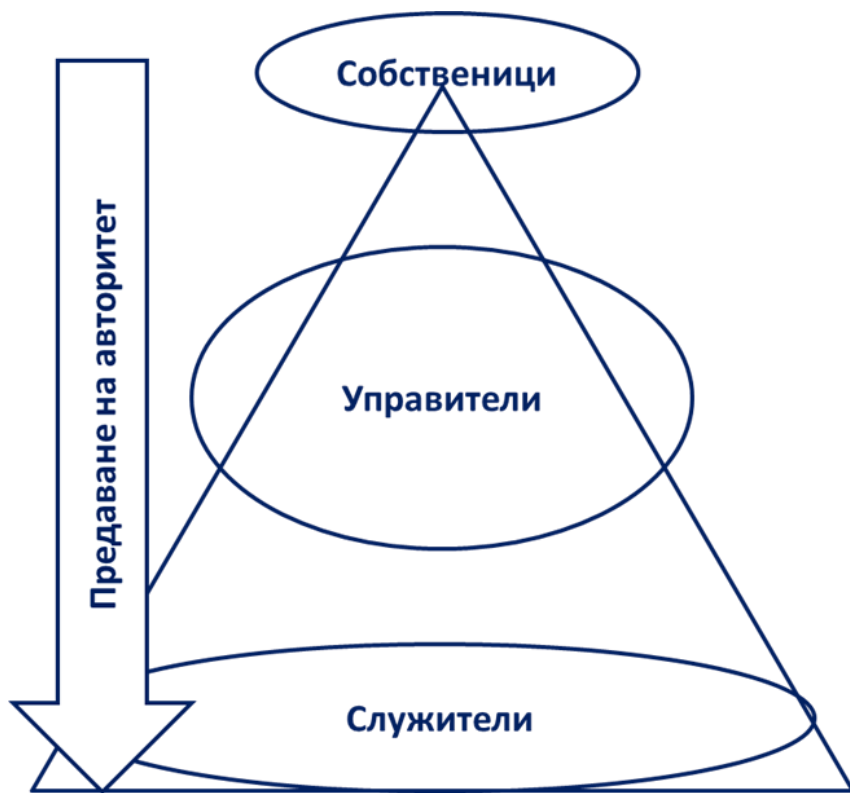 Собственици
Предаване на авторитет
Управители
Служители